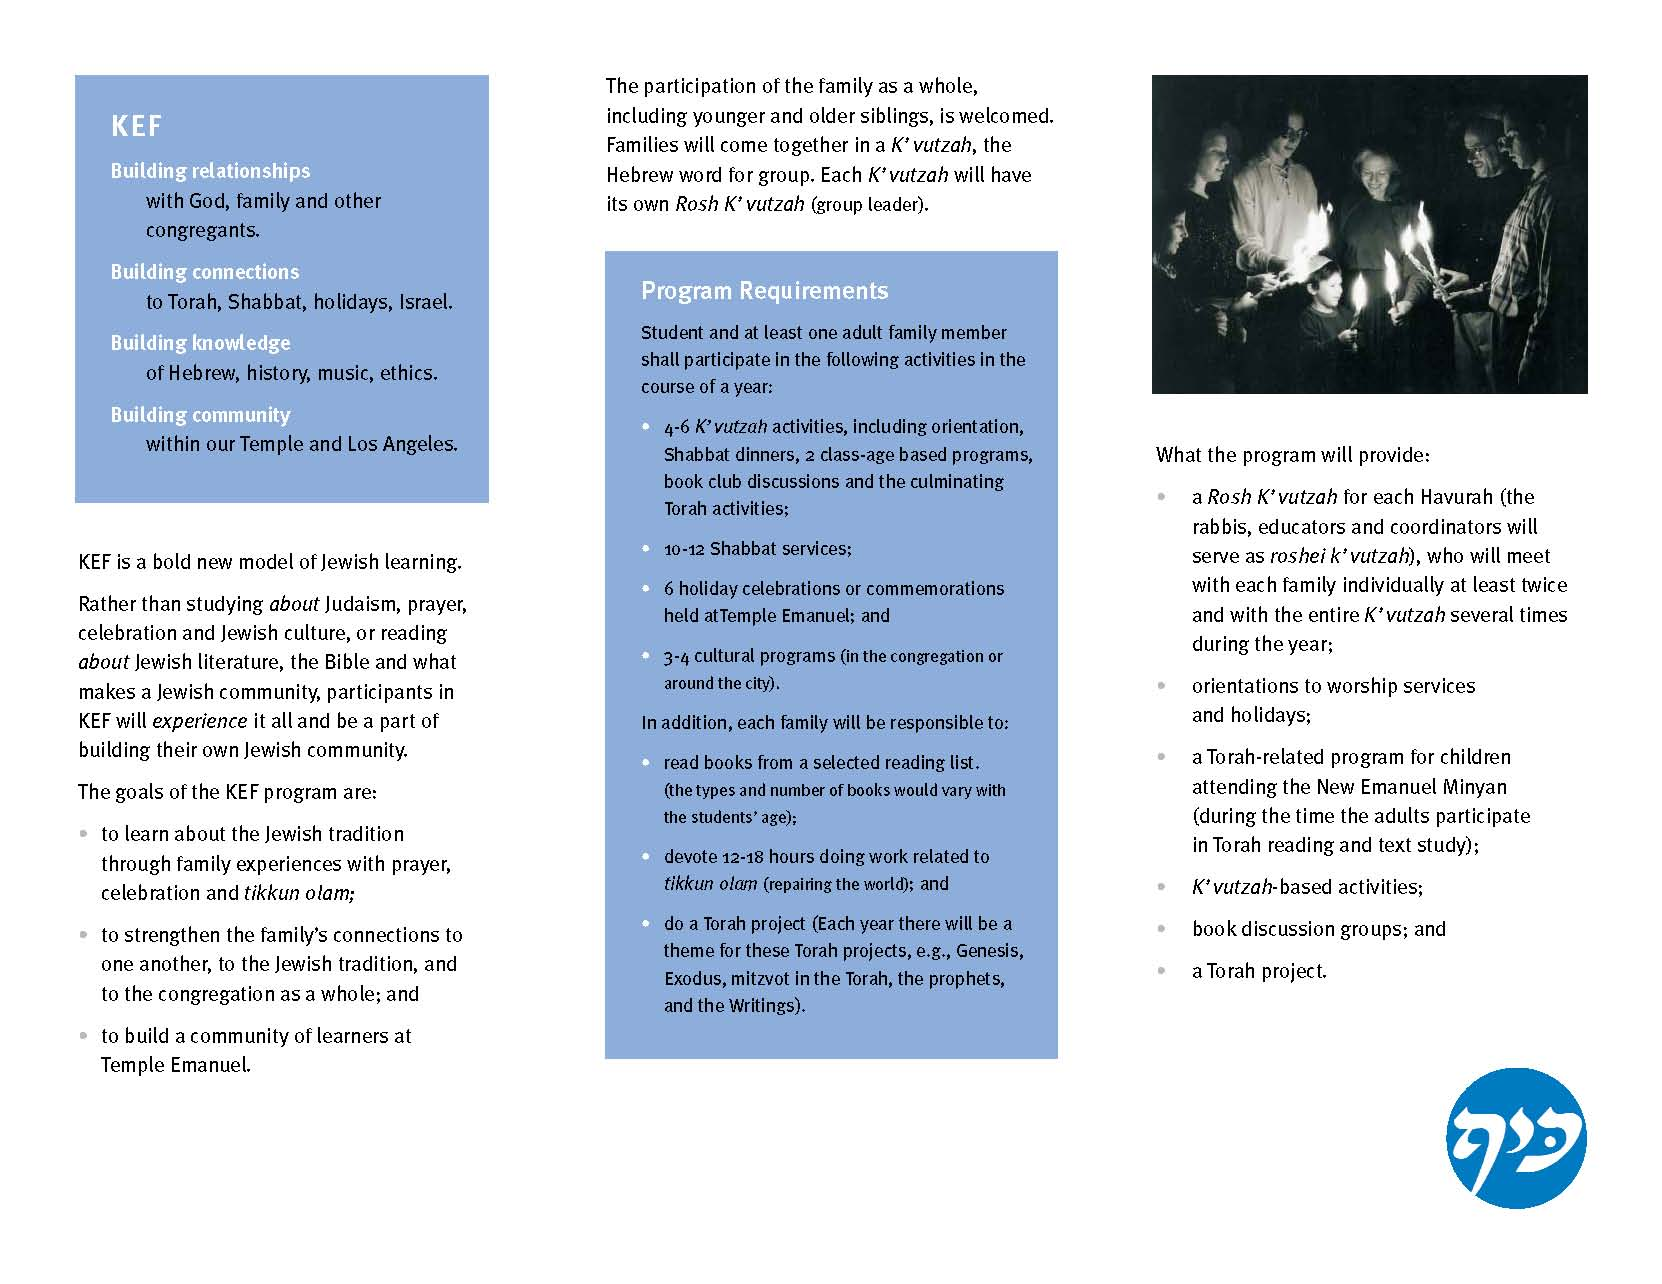 KEF
Building relationships
with God, family and other
congregants.
Building connections
to Torah, Shabbat, holidays, Israel.
Building knowledge
of Hebrew, history, music, ethics.
Building community
within our Temple and Los Angeles.
KEF is a bold new model of Jewish learning.
Rather than studying about Judaism, prayer,
celebration and Jewish culture, or reading
about Jewish literature, the Bible and what
makes a Jewish community, participants in
KEF will experience it all and be a part of
building their own Jewish community.
The goals of the KEF program are:
• to learn about the Jewish tradition
through family experiences with prayer,
celebration and tikkun olam;
• to strengthen the family's connections to
one another, to the Jewish tradition, and
to the congregation as a whole; and
• to build a community of learners at
Temple Emanuel.
The participation of the family as a whole,
including younger and older siblings, is welcomed.
Families will come together in a K' vutzah, the
Hebrew word for group. Each K' vutzah will have
its own Rosh K' vutzah (group leader).
Program Requirements
Student and at least one adult family member
shall participate in the following activities in the
course of a year:
• 4-6 K' vutzah activities, including orientation,
Shabbat dinners, 2 class-age based programs,
book club discussions and the culminating
Torah activities;
• 10-12 Shabbat services;
• 6 holiday celebrations or commemorations
held atTemple Emanuel; and
• 3-4 cultural programs (in the congregation or
around the city).
In addition, each family will be responsible to:
• read books from a selected reading list.
(the types and number of books would vary with
the students' age);
• devote 12-18 hours doing work related to
tikkun olam (repairing the world); and
• do a Torah project (Each year there will be a
theme for these Torah projects, e.g., Genesis,
Exodus, mitzvot in the Torah, the prophets,
and the Writings).
What the program will provide:
• a Rosh K' vutzah for each Havurah (the
rabbis, educators and coordinators will
serve as roshei k' vutzah), who will meet
with each family individually at least twice
and with the entire K' vutzah several times
during the year;
• orientations to worship services
and holidays;
• a Torah-related program for children
attending the New Emanuel Minyan
(during the time the adults participate
in Torah reading and text study);
• K' vutzah-based activities;
• book discussion groups; and
• a Torah project.
כּיף